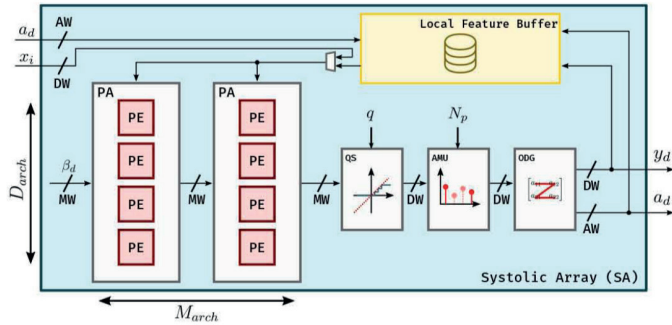 a_d
AW
x_i
DW
Local Feature Buffer
PA
PA
PE
PE
PE
PE
PE
PE
PE
PE
D_arch
β_d
MW
MW
MW
q
N_p
QS
AMU
ODG
DW
DW
DW
AW
y_d
a_d
M_arch
Systolic Array (SA)